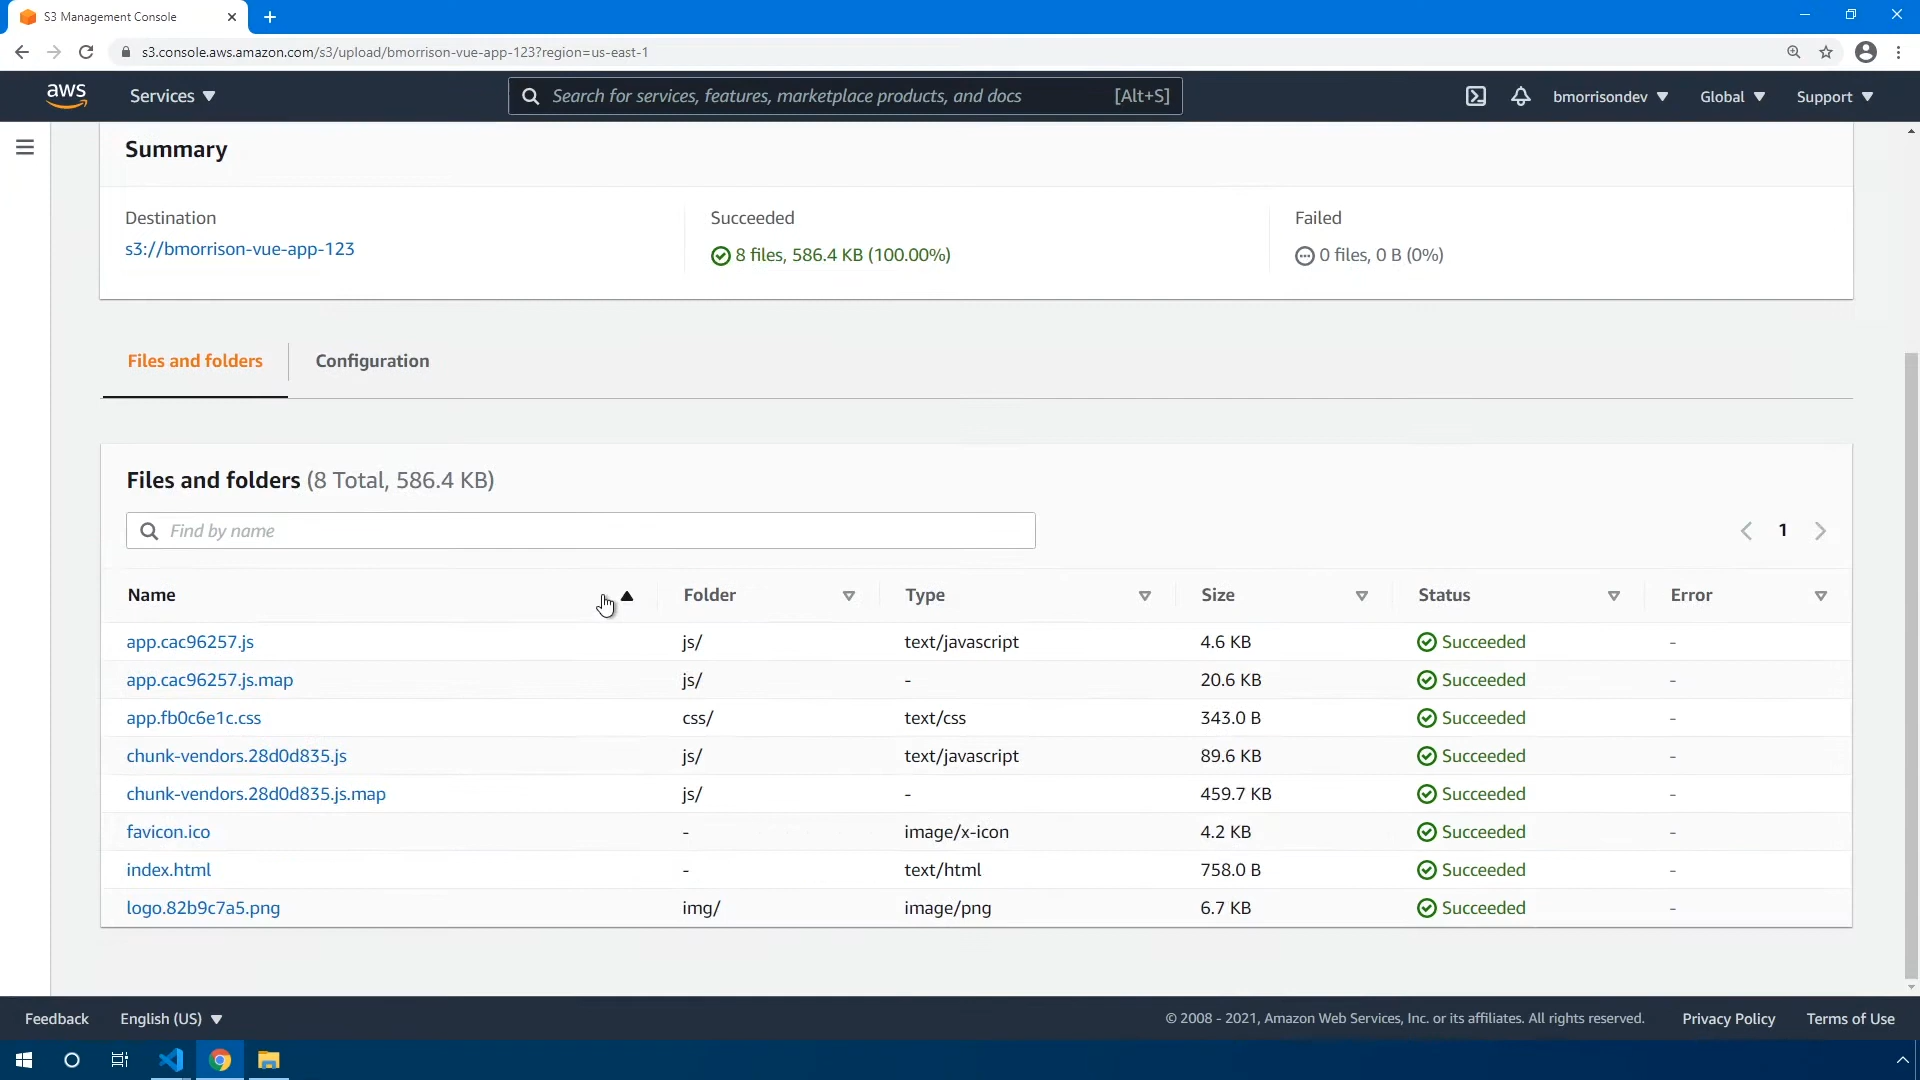 S3 Management Console
s3.console.aws.amazon.com/s3/upload/bmorrison-vue-app-123?region=us-east-1
aws Services Search for services, features, marketplace products, and docs [Alt+S] bmorrisondev Global Support
Summary
Destination Succeeded Failed
s3://bmorrison-vue-app-123 8 files, 586.4 KB (100.00%) 0 files, 0 B (0%)
Files and folders Configuration
Files and folders (8 Total, 586.4 KB)
Find by name 1
Name Folder Type Size Status Error
app.cac96257.js js/ text/javascript 4.6 KB Succeeded -
app.cac96257.js.map js/ - 20.6 KB Succeeded -
app.fb0c6e1c.css css/ text/css 343.0 B Succeeded -
chunk-vendors.28d0d835.js js/ text/javascript 89.6 KB Succeeded -
chunk-vendors.28d0d835.js.map js/ - 459.7 KB Succeeded -
favicon.ico - image/x-icon 4.2 KB Succeeded -
index.html - text/html 758.0 B Succeeded -
logo.82b9c7a5.png img/ image/png 6.7 KB Succeeded -
Feedback English (US) © 2008 - 2021, Amazon Web Services, Inc. or its affiliates. All rights reserved. Privacy Policy Terms of Use